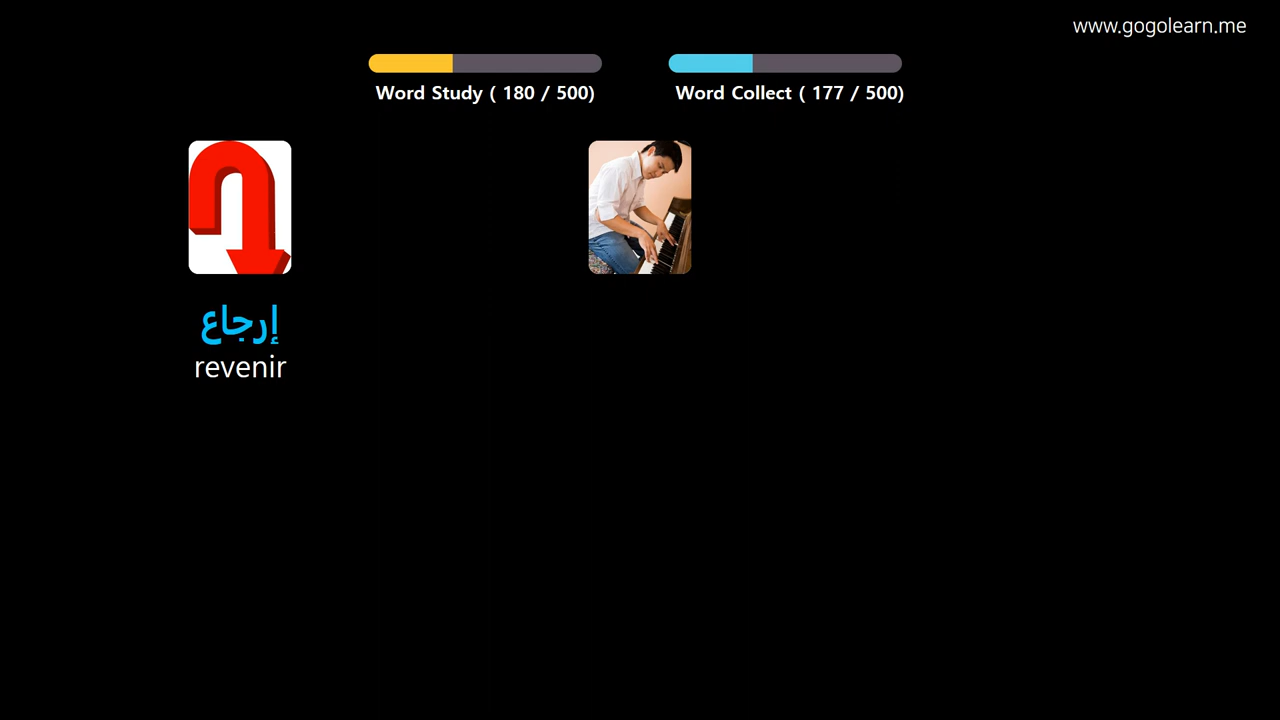 www.gogolearn.me
Word Study ( 180 / 500)
Word Collect ( 177 / 500)
إرجاع
revenir